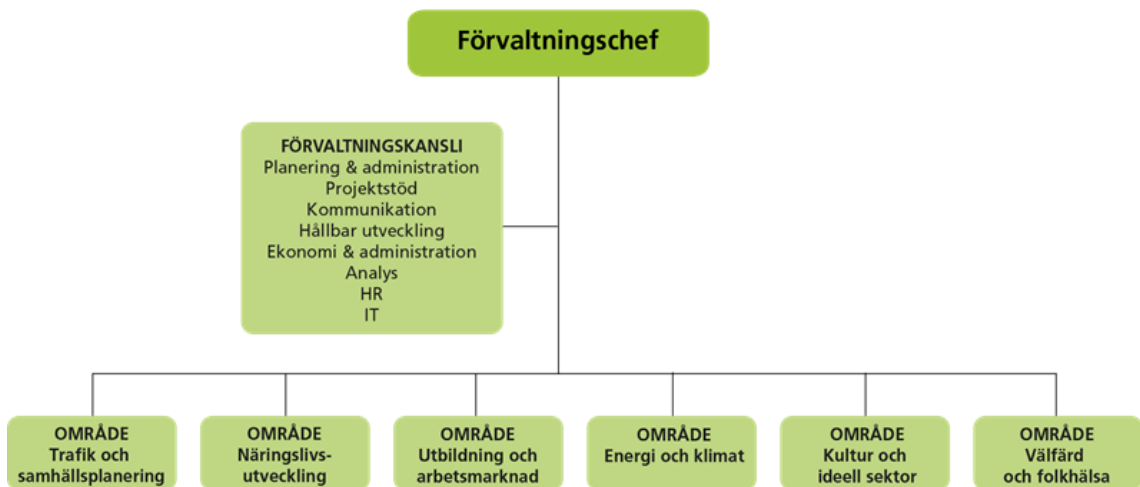 Förvaltningschef
FÖRVALTNINGSKANSLI
Planering & administration
Projektstöd
Kommunikation
Hållbar utveckling
Ekonomi & administration
Analys
HR
IT
OMRÅDE
Trafik och
samhällsplanering
OMRÅDE
Näringslivs-
utveckling
OMRÅDE
Utbildning och
arbetsmarknad
OMRÅDE
Energi och klimat
OMRÅDE
Kultur och
ideell sektor
OMRÅDE
Välfärd
och folkhälsa